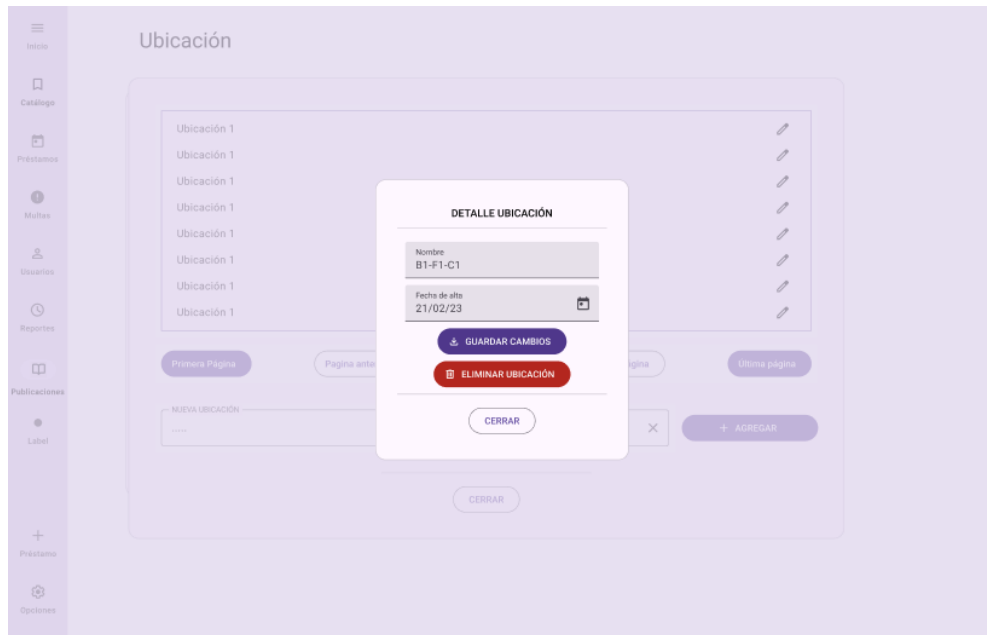 Inicio
Catálogo
Préstamos
Multas
Usuarios
Reportes
Publicaciones
Label
Préstamo
Opciones
Ubicación
Ubicación 1
Ubicación 1
Ubicación 1
Ubicación 1
Ubicación 1
Ubicación 1
Ubicación 1
Ubicación 1
Primera Página
Pagina ante
gina
Última página
NUEVA UBICACIÓN
.....
+ AGREGAR
CERRAR
DETALLE UBICACIÓN
Nombre
B1-F1-C1
Fecha de alta
21/02/23
GUARDAR CAMBIOS
ELIMINAR UBICACIÓN
CERRAR